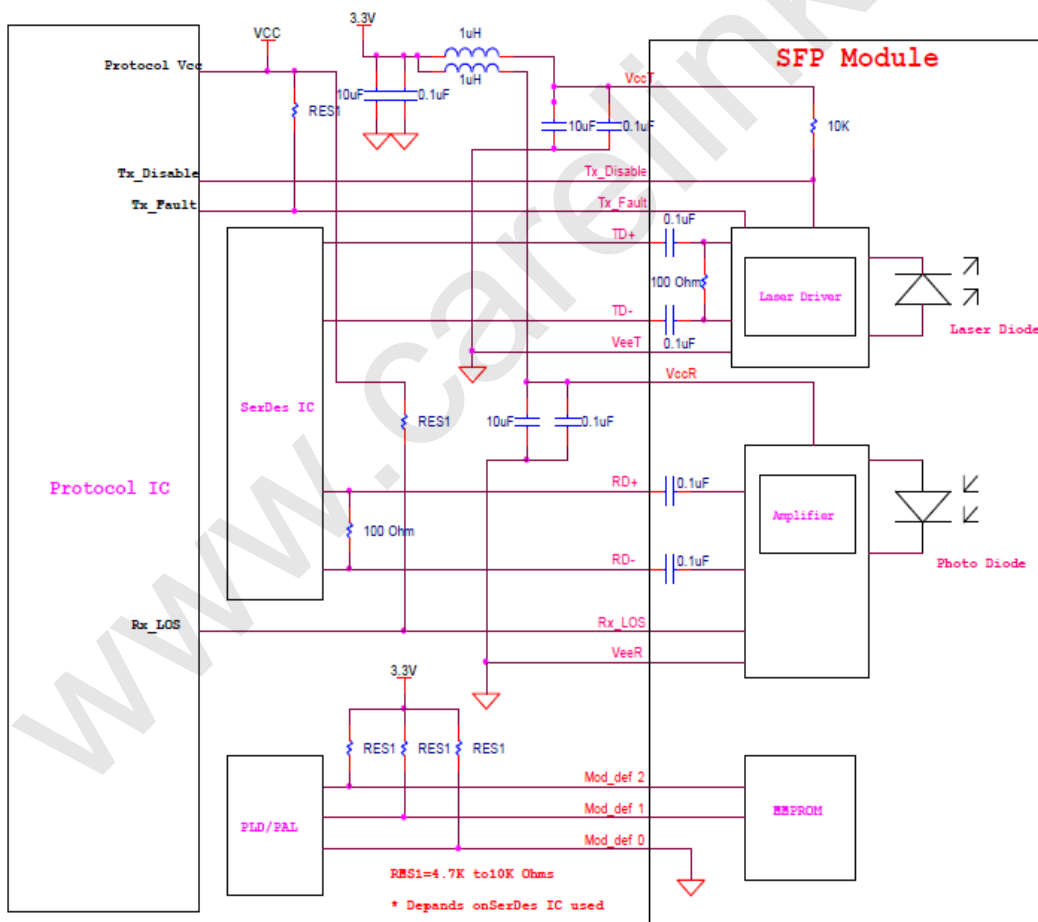 3.3V
1uH
VCC
SFP Module
Protocol Vcc
1uH
VccT
10uF
0.1uF
RES1
10uF
0.1uF
10K
Tx_Disable
Tx_Disable
Tx_Fault
Tx_Fault
0.1uF
TD+
100 Ohm
Laser Driver
TD-
Laser Diode
VeeT
0.1uF
VccR
SerDes IC
RES1
10uF
0.1uF
Protocol IC
RD+
0.1uF
Amplifier
100 Ohm
RD-
0.1uF
Photo Diode
Rx_LOS
Rx_LOS
VeeR
3.3V
RES1
RES1
RES1
Mod_def 2
Mod_def 1
EEPROM
PLD/PAL
Mod_def 0
RES1=4.7K to10K Ohms
* Depands onSerDes IC used
www.carelink